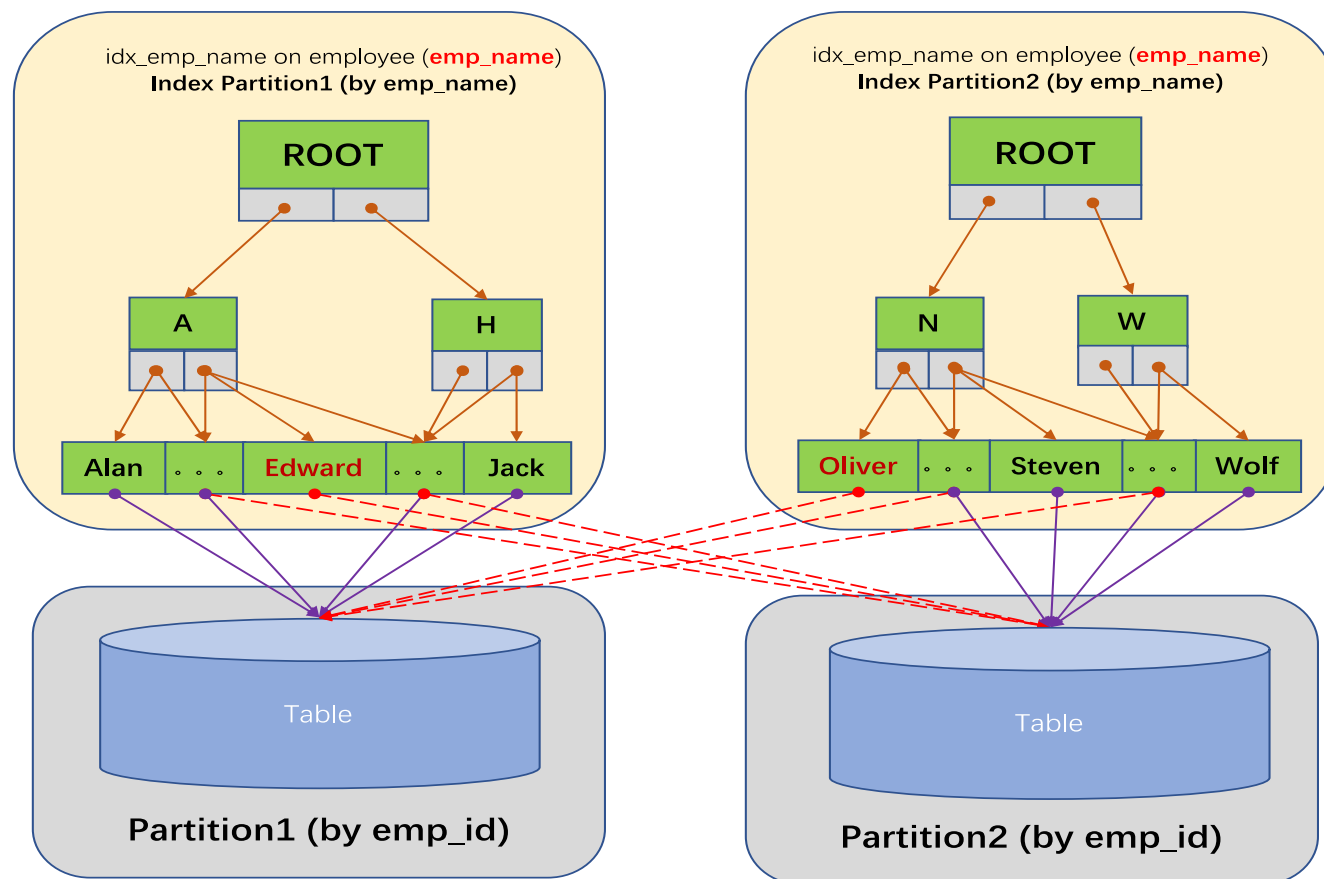 idx_emp_name on employee (emp_name)
Index Partition1 (by emp_name)
ROOT
A
H
Alan
。。。
Edward
。。。
Jack
idx_emp_name on employee (emp_name)
Index Partition2 (by emp_name)
ROOT
N
W
Oliver
。。。
Steven
。。。
Wolf
Table
Partition1 (by emp_id)
Table
Partition2 (by emp_id)